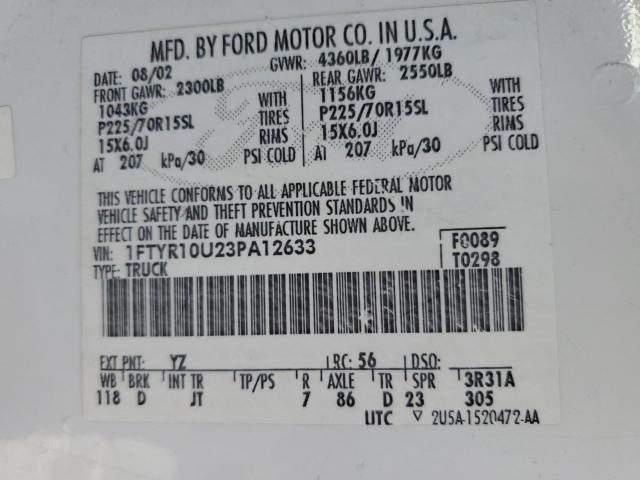 MFD. BY FORD MOTOR CO. IN U.S.A.
DATE: 08/02 GVWR: 4360LB/ 1977KG
FRONT GAWR: 2300LB REAR GAWR: 2550LB
1043KG WITH 1156KG WITH
P225/70R15SL TIRES P225/70R15SL TIRES
15X6.0J RIMS 15X6.0J RIMS
AT 207 kPa/30 PSI COLD AT 207 kPa/30 PSI COLD
THIS VEHICLE CONFORMS TO ALL APPLICABLE FEDERAL MOTOR
VEHICLE SAFETY AND THEFT PREVENTION STANDARDS IN
EFFECT ON THE DATE OF MANUFACTURE SHOWN ABOVE.
VIN: 1FTYR10U23PA12633 F0089
TYPE: TRUCK T0298
EXT PNT: YZ RC: 56 DSO:
WB BRK INT TR TP/PS R AXLE TR SPR 3R31A
118 D JT 7 86 D 23 305
UTC ▽ 2U5A-1520472-AA